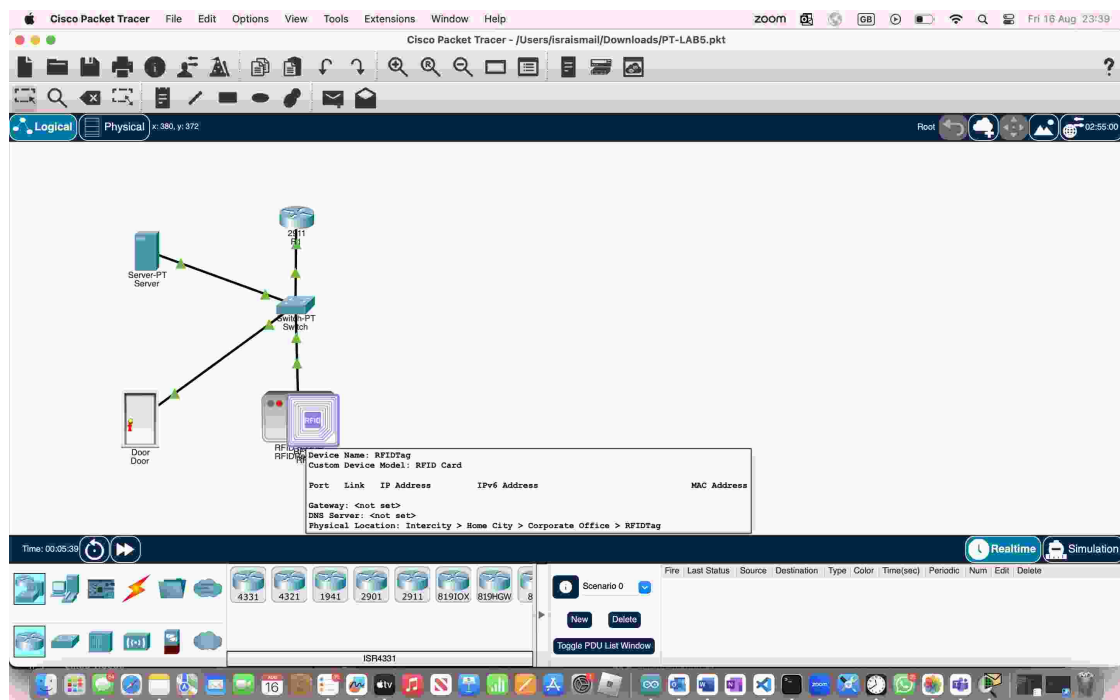 Cisco Packet Tracer File Edit Options View Tools Extensions Window Help zoom GB Fri 16 Aug 23:39
Cisco Packet Tracer - /Users/israismail/Downloads/PT-LAB5.pkt
Logical Physical x: 380, y: 372 Root 02:55:00
2911
Server-PT
Server
Switch-PT
Switch
RFID
Door
Door
Device Name: RFIDTag
Custom Device Model: RFID Card
Port Link IP Address IPv6 Address MAC Address
Gateway: <not set>
DNS Server: <not set>
Physical Location: Intercity > Home City > Corporate Office > RFIDTag
Time: 00:05:39 Realtime Simulation
4331 4321 1941 2901 2911 819IOX 819HGW 8
Scenario 0
New Delete
Toggle PDU List Window
Fire Last Status Source Destination Type Color Time(sec) Periodic Num Edit Delete
ISR4331